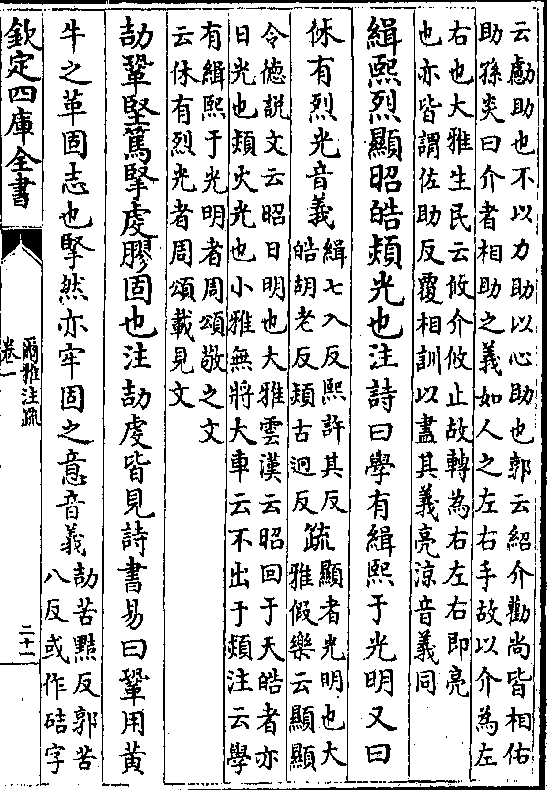 云勴助也不以力助以心助也郭云紹介勸尚皆相佑
助孫炎曰介者相助之義如人之左右手故以介為左
右也大雅生民云攸介攸止故轉為右左右即亮
也亦皆謂佐助反覆相訓以盡其義亮涼音義同
緝熙烈顯昭皓熲光也注詩曰學有緝熙于光明又曰
休有烈光音義
緝七入反熙許其反
皓胡老反熲古迥反
疏
顯者光明也大
雅假樂云顯顯
令德説文云昭日明也大雅雲漢云昭回于天皓者亦
日光也熲火光也小雅無將大車云不出于熲注云學
有緝熙于光明者周頌敬之文
云休有烈光者周頌載見文
劼鞏堅篤掔虔膠固也注劼虔皆見詩書易曰鞏用黄
牛之革固志也掔然亦牢固之意音義
劼苦黠反郭苦
八反或作硈字
欽定四庫全書
爾雅注疏
卷一
二十一